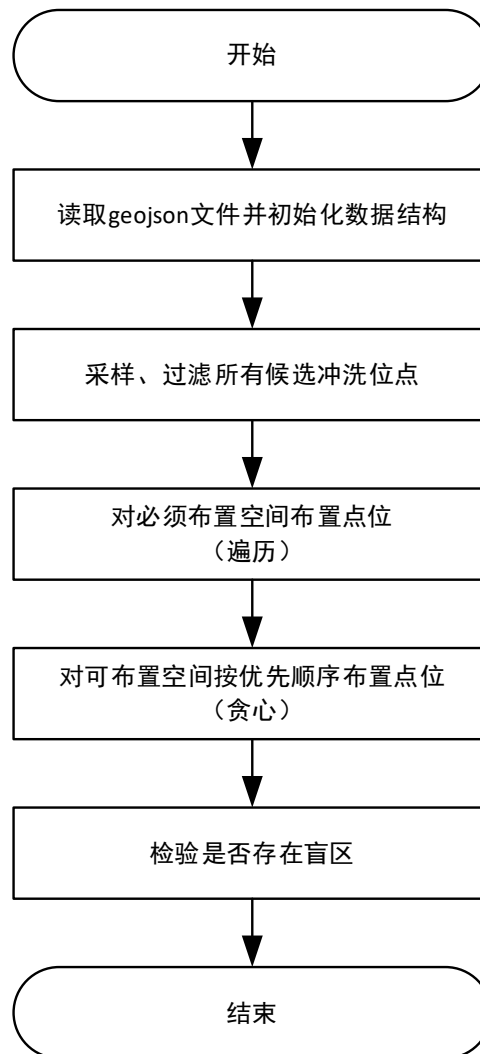 开始
读取geojson文件并初始化数据结构
采样、过滤所有候选冲洗位点
对必须布置空间布置点位
（遍历）
对可布置空间按优先顺序布置点位
（贪心）
检验是否存在盲区
结束